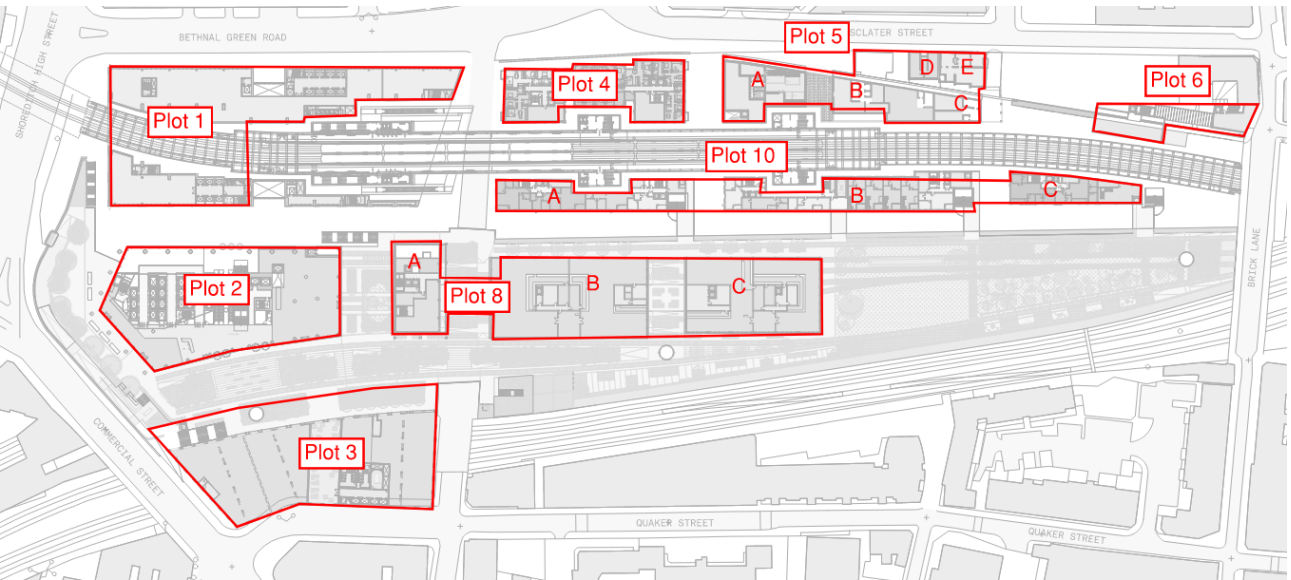 BETHNAL GREEN ROAD
SHOREDITCH HIGH STREET
SCLATER STREET
Plot 5
Plot 4
Plot 6
Plot 1
A
B
C
D
E
Plot 10
A
B
C
Plot 2
Plot 8
A
B
C
BRICK LANE
Plot 3
COMMERCIAL STREET
QUAKER STREET
QUAKER STREET